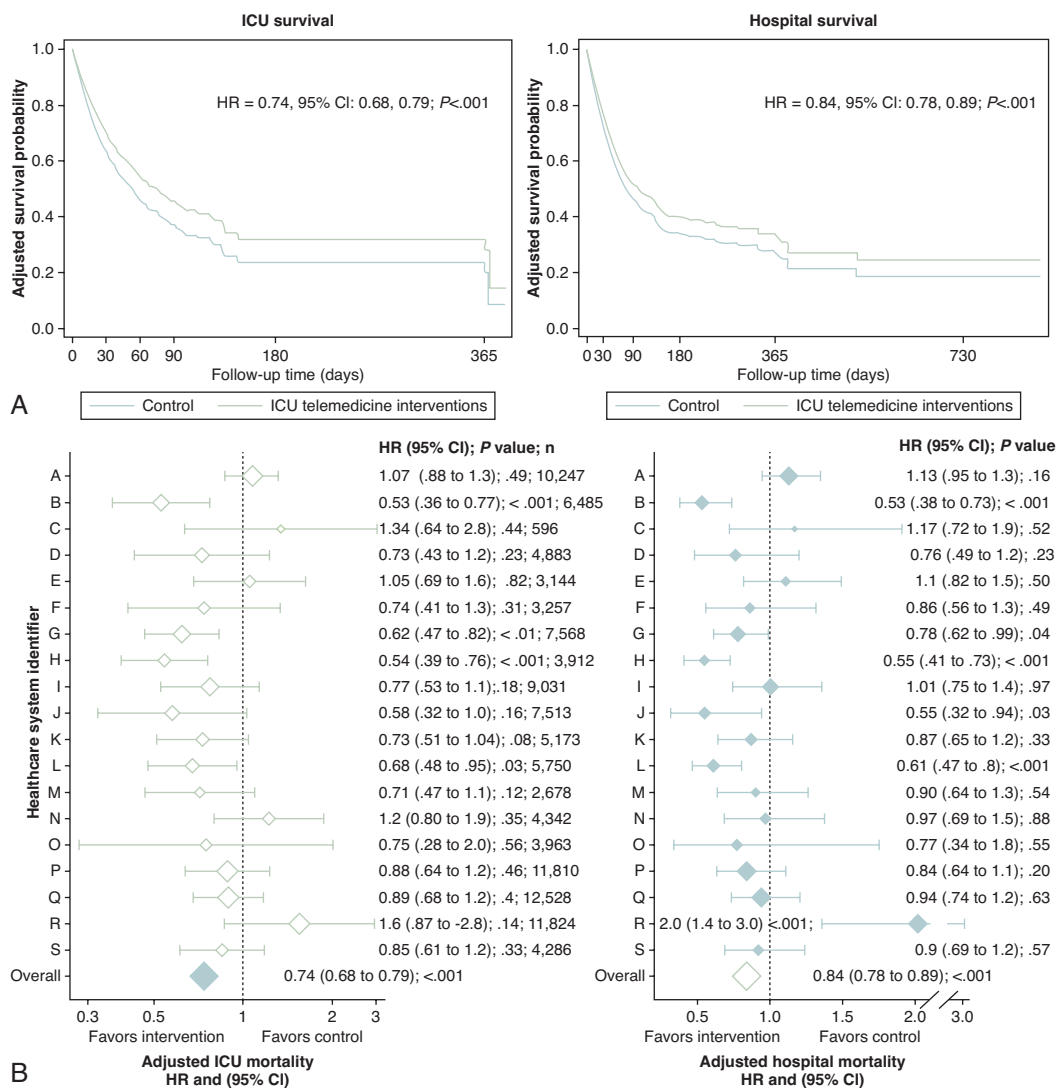 ICU survival
1.0
0.8
0.6
0.4
0.2
0.0
Adjusted survival probability
HR = 0.74, 95% CI: 0.68, 0.79; P<.001
0 30 60 90 180 365
Follow-up time (days)
Control ICU telemedicine interventions
Hospital survival
1.0
0.8
0.6
0.4
0.2
0.0
Adjusted survival probability
HR = 0.84, 95% CI: 0.78, 0.89; P<.001
0 30 90 180 365 730
Follow-up time (days)
Control ICU telemedicine interventions
A
Healthcare system identifier
HR (95% CI); P value; n
A 1.07 (.88 to 1.3); .49; 10,247
B 0.53 (.36 to 0.77); < .001; 6,485
C 1.34 (.64 to 2.8); .44; 596
D 0.73 (.43 to 1.2); .23; 4,883
E 1.05 (.69 to 1.6); .82; 3,144
F 0.74 (.41 to 1.3); .31; 3,257
G 0.62 (.47 to .82); < .01; 7,568
H 0.54 (.39 to .76); < .001; 3,912
I 0.77 (.53 to 1.1);.18; 9,031
J 0.58 (.32 to 1.0); .16; 7,513
K 0.73 (.51 to 1.04); .08; 5,173
L 0.68 (.48 to .95); .03; 5,750
M 0.71 (.47 to 1.1); .12; 2,678
N 1.2 (0.80 to 1.9); .35; 4,342
O 0.75 (.28 to 2.0); .56; 3,963
P 0.88 (.64 to 1.2); .46; 11,810
Q 0.89 (.68 to 1.2); .4; 12,528
R 1.6 (.87 to -2.8); .14; 11,824
S 0.85 (.61 to 1.2); .33; 4,286
Overall 0.74 (0.68 to 0.79); <.001
0.3 0.5 1 2 3
Favors intervention Favors control
Adjusted ICU mortality
HR and (95% CI)
HR (95% CI); P value
A 1.13 (.95 to 1.3); .16
B 0.53 (.38 to 0.73); < .001
C 1.17 (.72 to 1.9); .52
D 0.76 (.49 to 1.2); .23
E 1.1 (.82 to 1.5); .50
F 0.86 (.56 to 1.3); .49
G 0.78 (.62 to .99); .04
H 0.55 (.41 to .73); < .001
I 1.01 (.75 to 1.4); .97
J 0.55 (.32 to .94); .03
K 0.87 (.65 to 1.2); .33
L 0.61 (.47 to .8); <.001
M 0.90 (.64 to 1.3); .54
N 0.97 (.69 to 1.5); .88
O 0.77 (.34 to 1.8); .55
P 0.84 (.64 to 1.1); .20
Q 0.94 (.74 to 1.2); .63
R 2.0 (1.4 to 3.0) <.001;
S 0.9 (.69 to 1.2); .57
Overall 0.84 (0.78 to 0.89); <.001
0.5 1.0 2.0 3.0
Favors intervention Favors control
Adjusted hospital mortality
HR and (95% CI)
B